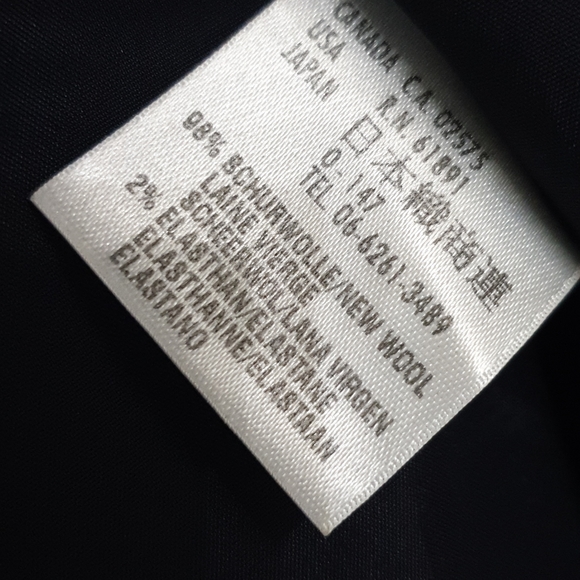 CANADA CA 02575
USA R.N. 61891
JAPAN 日本織商連
0-147
TEL 06-6261-3489
98% SCHURWOLLE/NEW WOOL
LAINE VIERGE
SCHEERWOL/LANA VIRGEN
2% ELASTHAN/ELASTANE
ELASTHANNE/ELASTAAN
ELASTANO